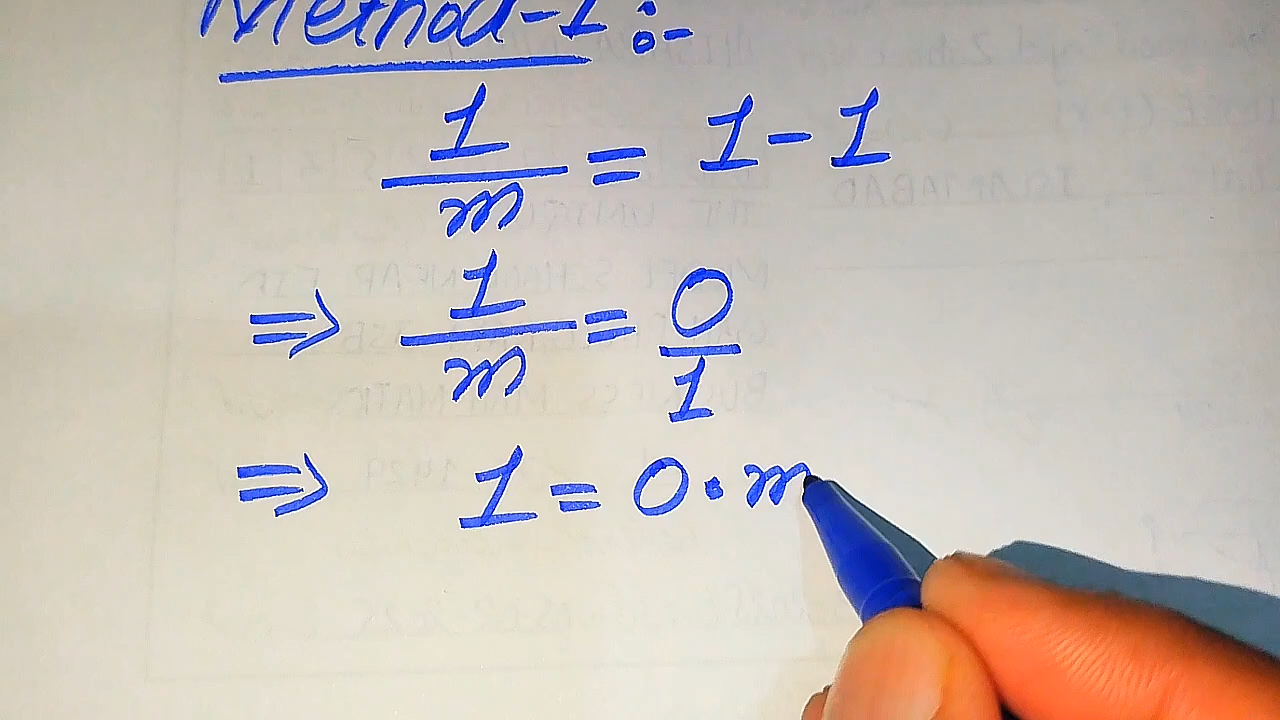 Method-1 :-
1/m = 1 - 1
⇒ 1/m = 0/1
⇒ 1 = 0 · m